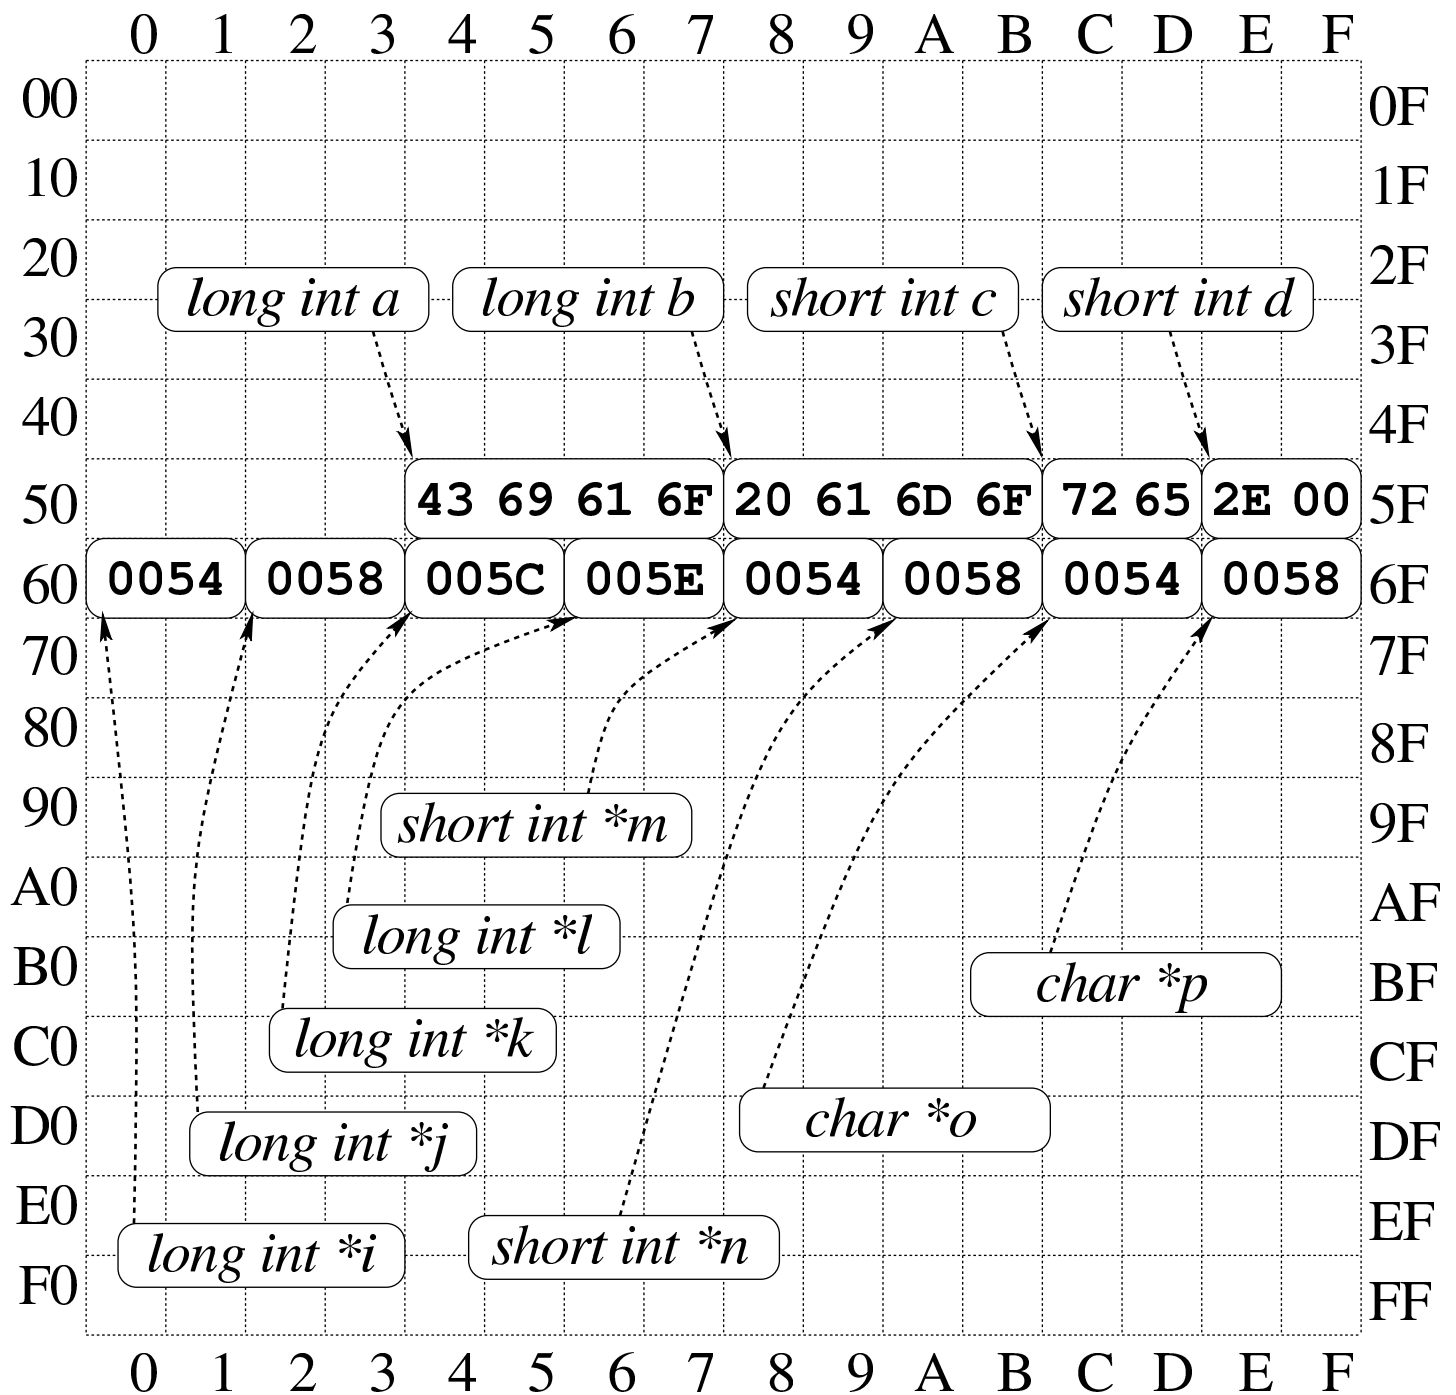 0 1 2 3 4 5 6 7 8 9 A B C D E F
00 0F
10 1F
20 2F
long int a long int b short int c short int d
30 3F
40 4F
50 43 69 61 6F 20 61 6D 6F 72 65 2E 00 5F
60 0054 0058 005C 005E 0054 0058 0054 0058 6F
70 7F
80 8F
90 9F
short int *m
A0 AF
long int *l
B0 BF
char *p
C0 CF
long int *k
D0 DF
char *o
long int *j
E0 EF
long int *i short int *n
F0 FF
0 1 2 3 4 5 6 7 8 9 A B C D E F